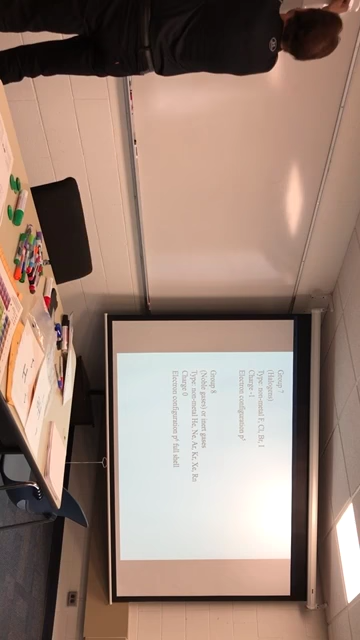 Group 7
(Halogens)
Type: non-metal F, Cl, Br, I
Charge -1
Electron configuration p⁵
Group 8
(Noble gases) or inert gases
Type: non-metal He, Ne, Ar, Kr, Xe, Rn
Charge 0
Electron configuration p⁶ full shell